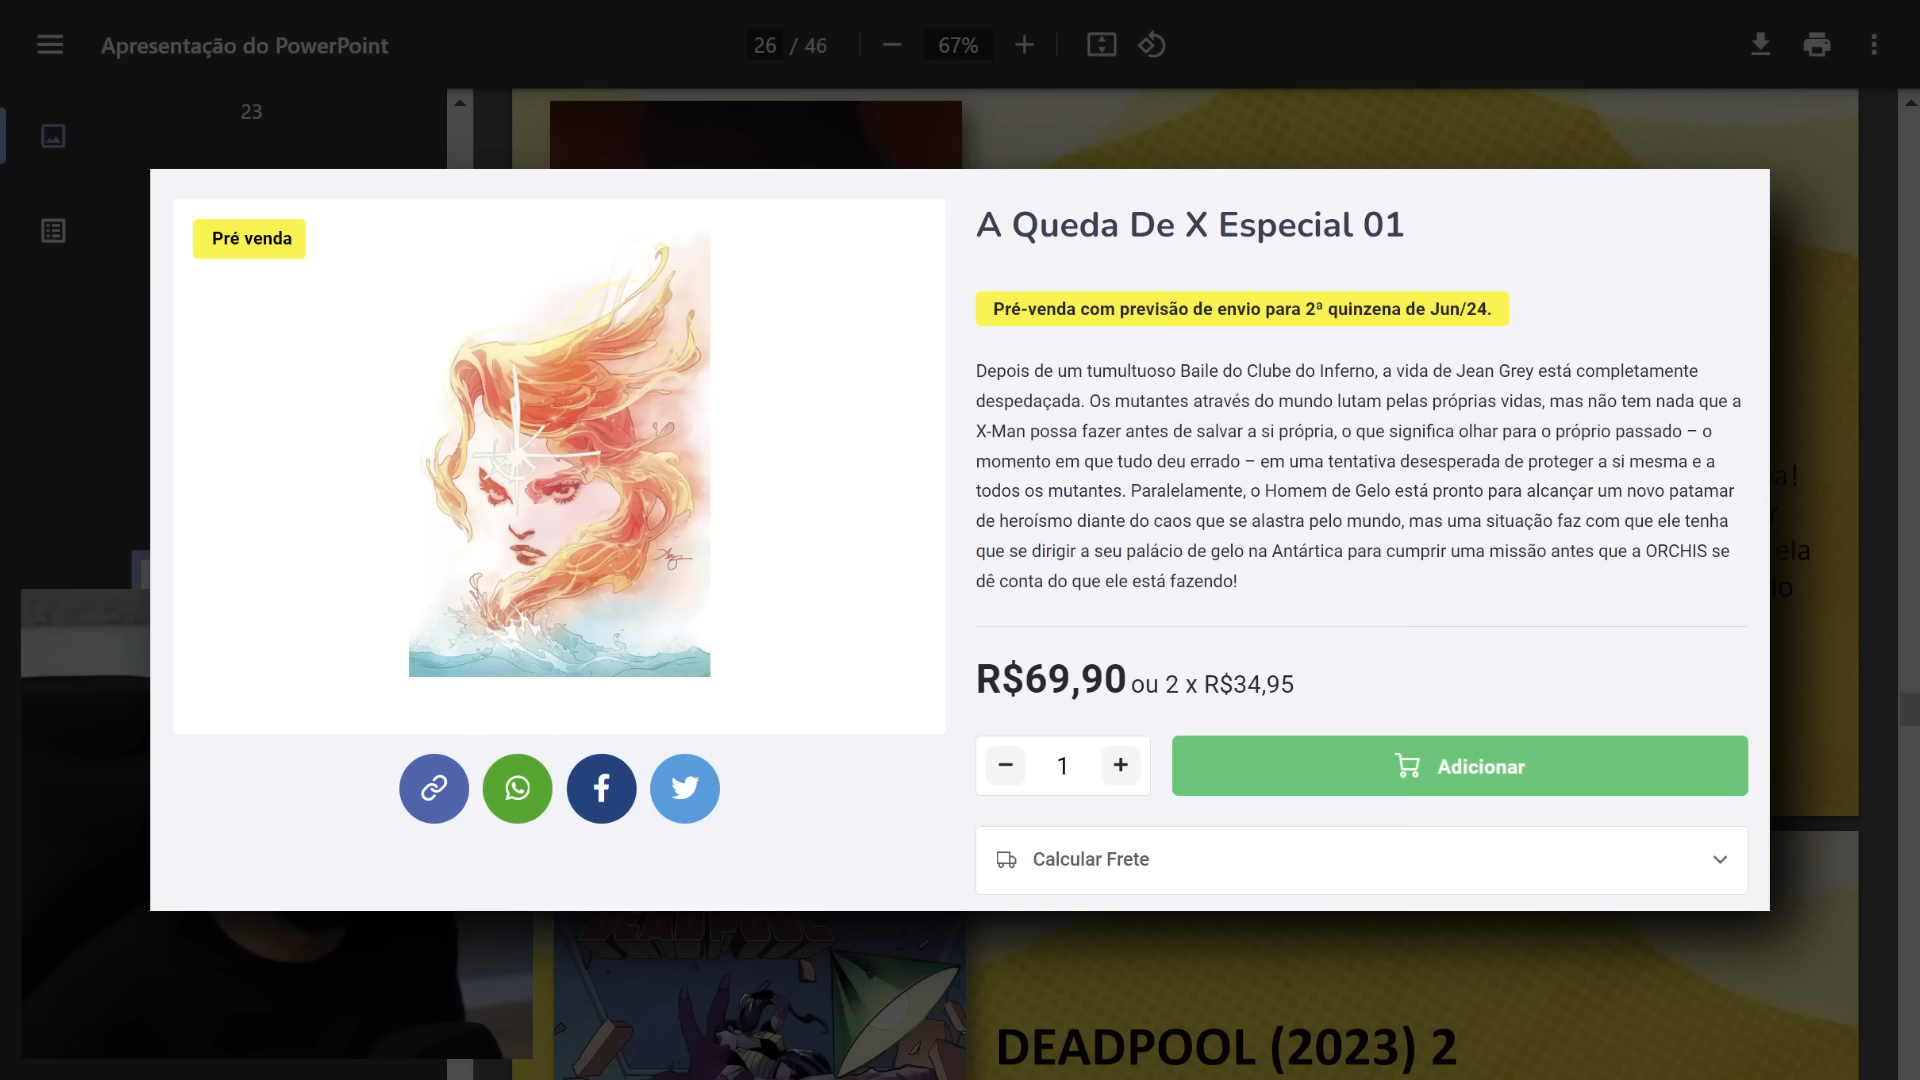 Apresentação do PowerPoint
26 / 46
67%
23
Pré venda
A Queda De X Especial 01
Pré-venda com previsão de envio para 2ª quinzena de Jun/24.
Depois de um tumultuoso Baile do Clube do Inferno, a vida de Jean Grey está completamente
despedaçada. Os mutantes através do mundo lutam pelas próprias vidas, mas não tem nada que a
X-Man possa fazer antes de salvar a si própria, o que significa olhar para o próprio passado – o
momento em que tudo deu errado – em uma tentativa desesperada de proteger a si mesma e a
todos os mutantes. Paralelamente, o Homem de Gelo está pronto para alcançar um novo patamar
de heroísmo diante do caos que se alastra pelo mundo, mas uma situação faz com que ele tenha
que se dirigir a seu palácio de gelo na Antártica para cumprir uma missão antes que a ORCHIS se
dê conta do que ele está fazendo!
R$69,90 ou 2 x R$34,95
1
Adicionar
Calcular Frete
DEADPOOL
DEADPOOL (2023) 2